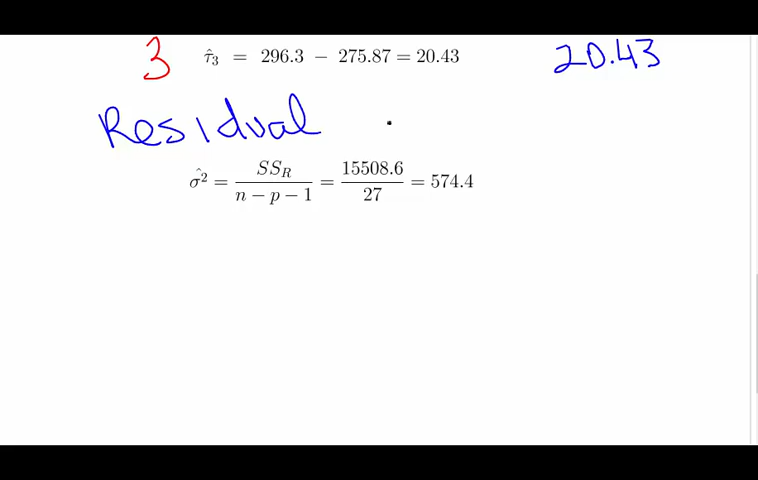 3 τ̂₃ = 296.3 − 275.87 = 20.43 20.43
Residual
σ̂² = SS_R / (n − p − 1) = 15508.6 / 27 = 574.4